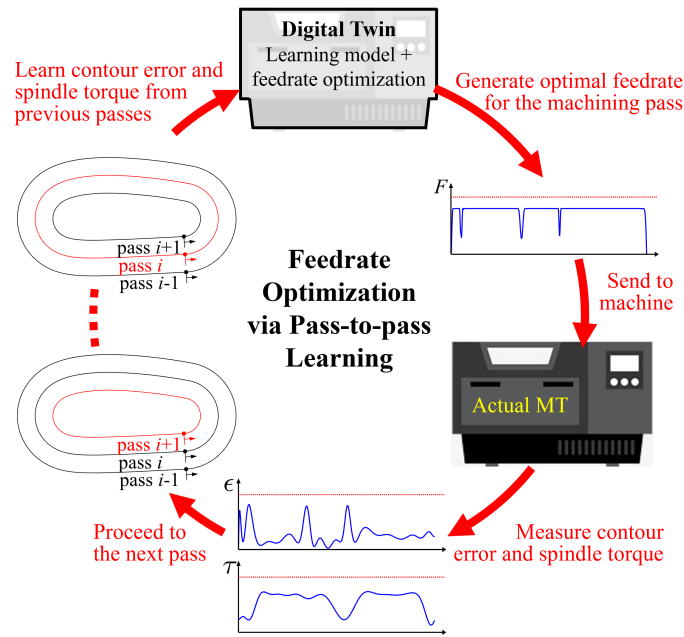 Digital Twin
Learning model +
feedrate optimization
Learn contour error and
spindle torque from
previous passes
Generate optimal feedrate
for the machining pass
F
pass i+1
pass i
pass i-1
Feedrate
Optimization
via Pass-to-pass
Learning
Send to
machine
Actual MT
pass i+1
pass i
pass i-1
ϵ
Proceed to
the next pass
Measure contour
error and spindle torque
τ